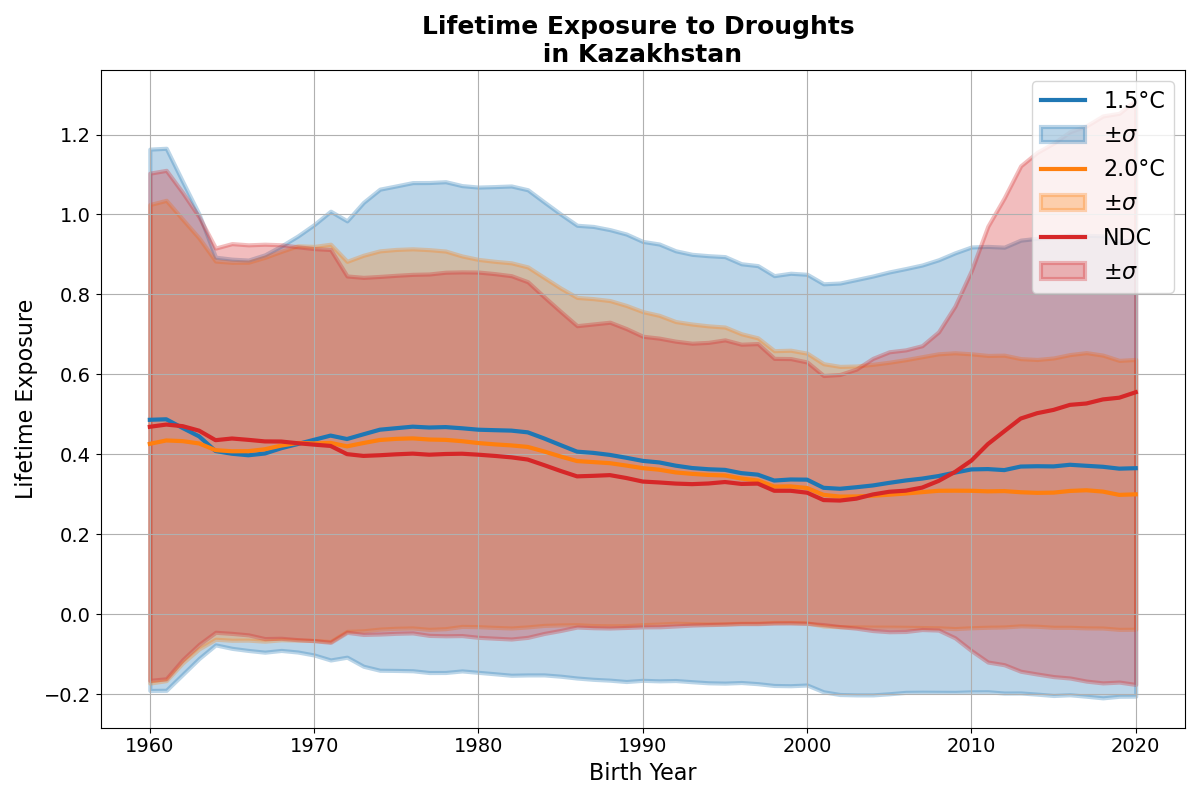 Lifetime Exposure to Droughts
in Kazakhstan
Lifetime Exposure
1.2
1.0
0.8
0.6
0.4
0.2
0.0
−0.2
1960
1970
1980
1990
2000
2010
2020
Birth Year
1.5°C
±σ
2.0°C
±σ
NDC
±σ